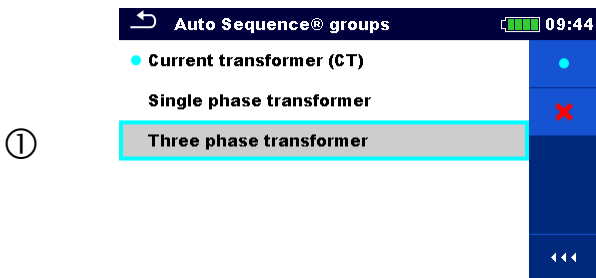 Auto Sequence® groups 09:44
Current transformer (CT)
Single phase transformer
①
Three phase transformer